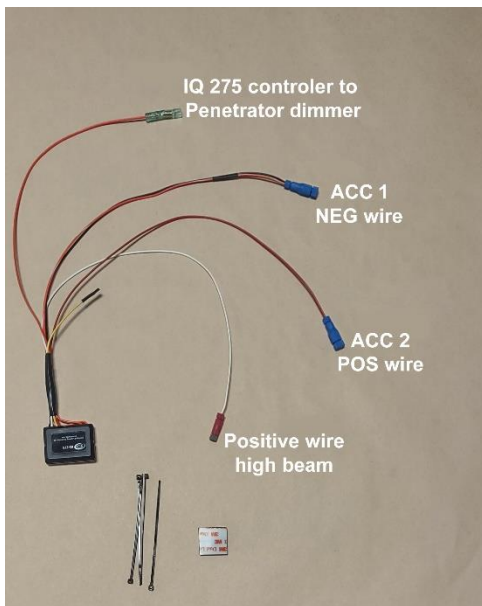 IQ 275 controler to
Penetrator dimmer
ACC 1
NEG wire
ACC 2
POS wire
Positive wire
high beam